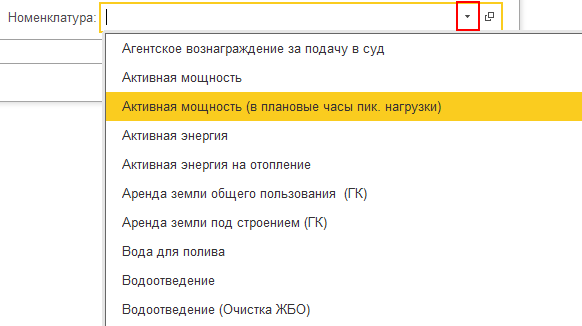 Номенклатура:
Агентское вознаграждение за подачу в суд
Активная мощность
Активная мощность (в плановые часы пик. нагрузки)
Активная энергия
Активная энергия на отопление
Аренда земли общего пользования  (ГК)
Аренда земли под строением (ГК)
Вода для полива
Водоотведение
Водоотведение (Очистка ЖБО)